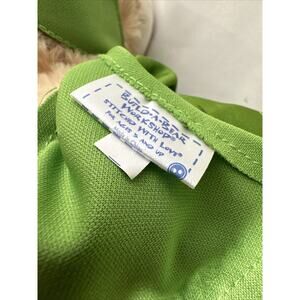 BUILD-A-BEAR
WORKSHOP®
STITCHED WITH LOVE®
FOR AGES 3 AND UP